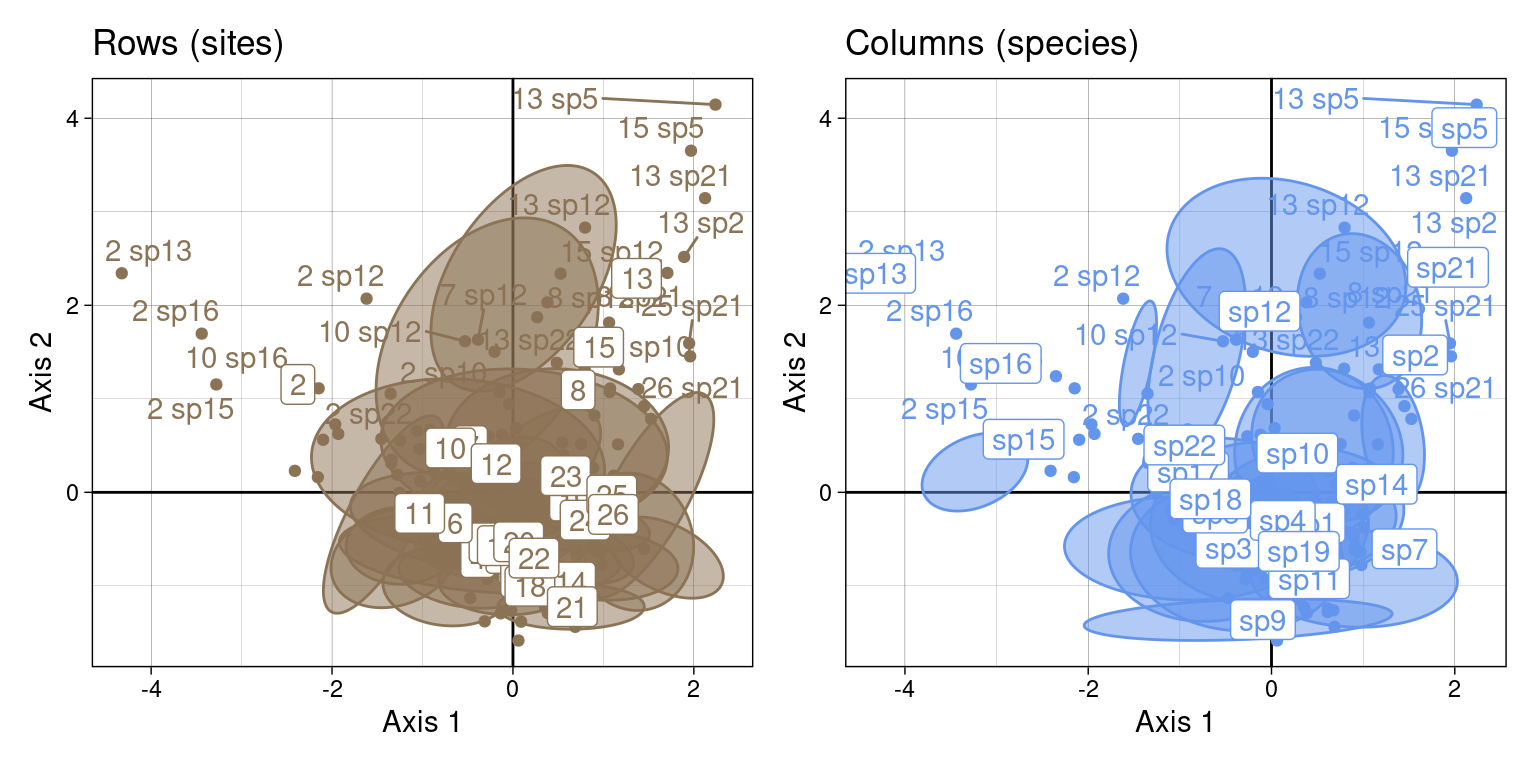 Rows (sites)
13 sp5
15 sp5
13 sp21
13 sp12
13 sp2
2 sp13
15 sp12
13
2 sp12
7 sp12
2 sp16
25 sp21
10 sp12
13 sp22
15
sp10
10 sp16
2 sp10
2
8
26 sp21
2 sp15
2 sp22
10
12
23
25
11
6
26
20
22
18
14
21
4
2
0
-4
-2
0
2
Axis 1
Axis 2
Columns (species)
13 sp5
sp5
13 sp21
13 sp12
13 sp2
2 sp13
15 sp12
sp13
sp21
2 sp12
2 sp16
sp12
25 sp21
10 sp12
sp2
sp16
2 sp10
26 sp21
2 sp15
2 sp22
sp15
sp22
sp10
sp1
sp14
sp18
sp4
sp3
sp19
sp7
sp11
sp9
4
2
0
-4
-2
0
2
Axis 1
Axis 2